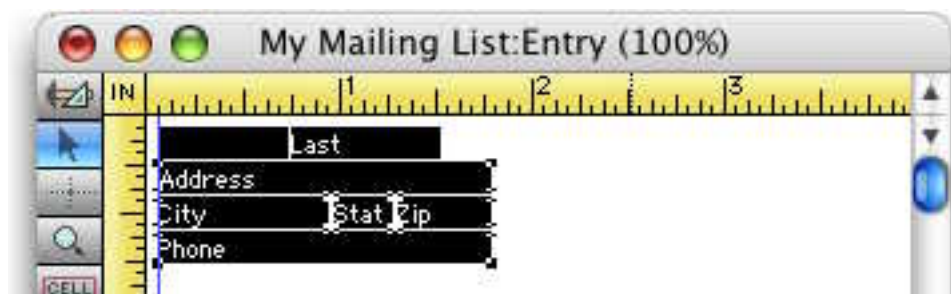 My Mailing List:Entry (100%)
IN 1 2 3
Last
Address
City Stat Zip
Phone
CELL